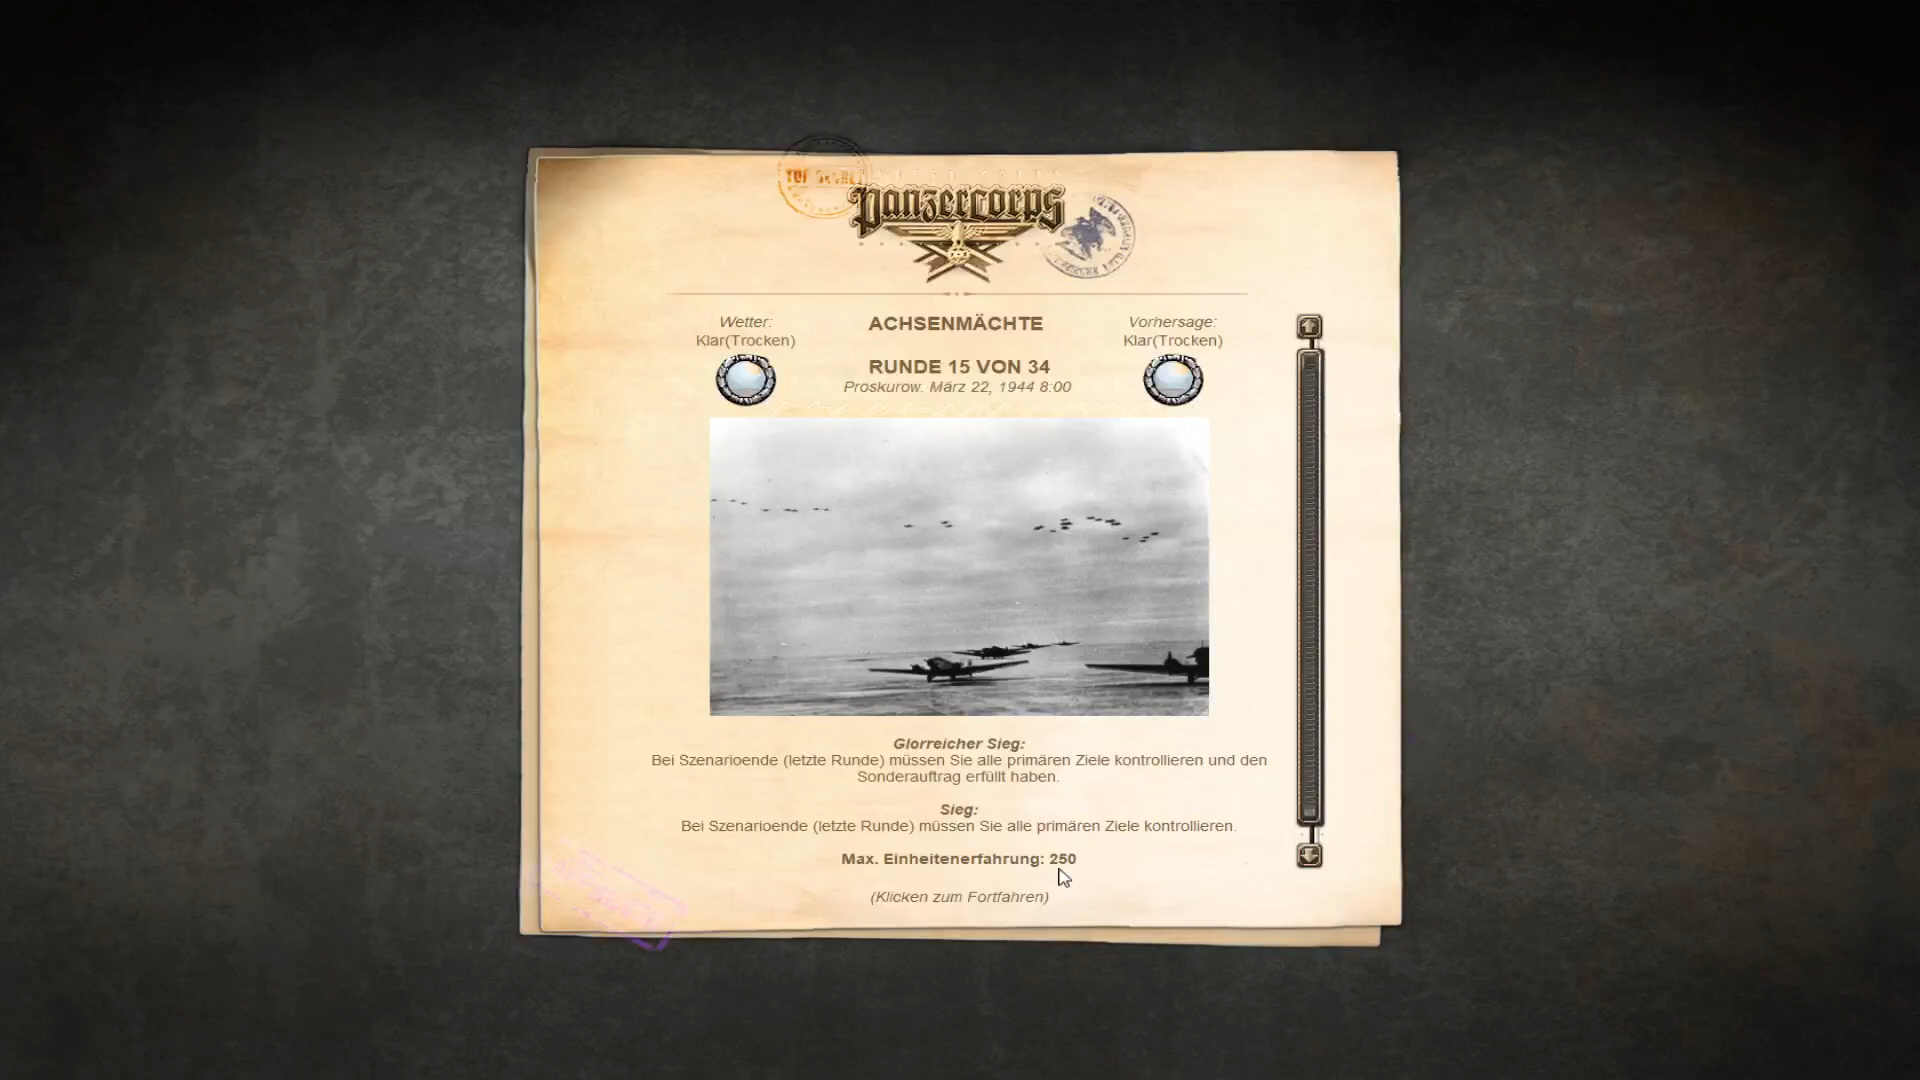 TOP SECRET
panzercorps
Wetter:
Klar(Trocken)
ACHSENMÄCHTE
Vorhersage:
Klar(Trocken)
RUNDE 15 VON 34
Proskurow. März 22, 1944 8:00
Glorreicher Sieg:
Bei Szenarioende (letzte Runde) müssen Sie alle primären Ziele kontrollieren und den
Sonderauftrag erfüllt haben.
Sieg:
Bei Szenarioende (letzte Runde) müssen Sie alle primären Ziele kontrollieren.
Max. Einheitenerfahrung: 250
(Klicken zum Fortfahren)